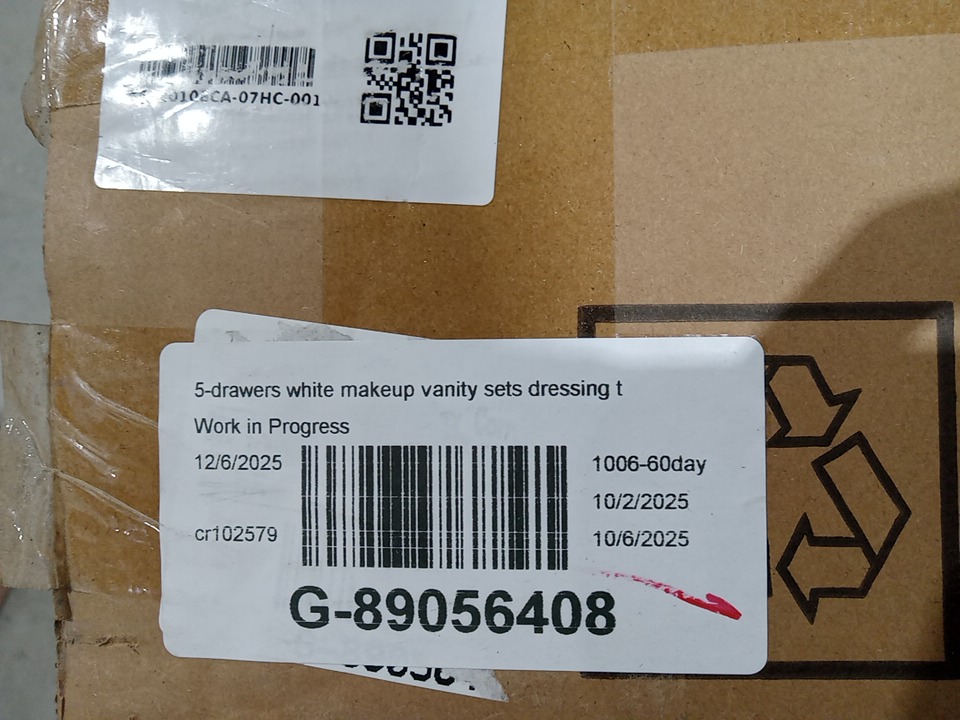 0108CA-07HC-001
5-drawers white makeup vanity sets dressing t
Work in Progress
12/6/2025
1006-60day
10/2/2025
cr102579
10/6/2025
G-89056408